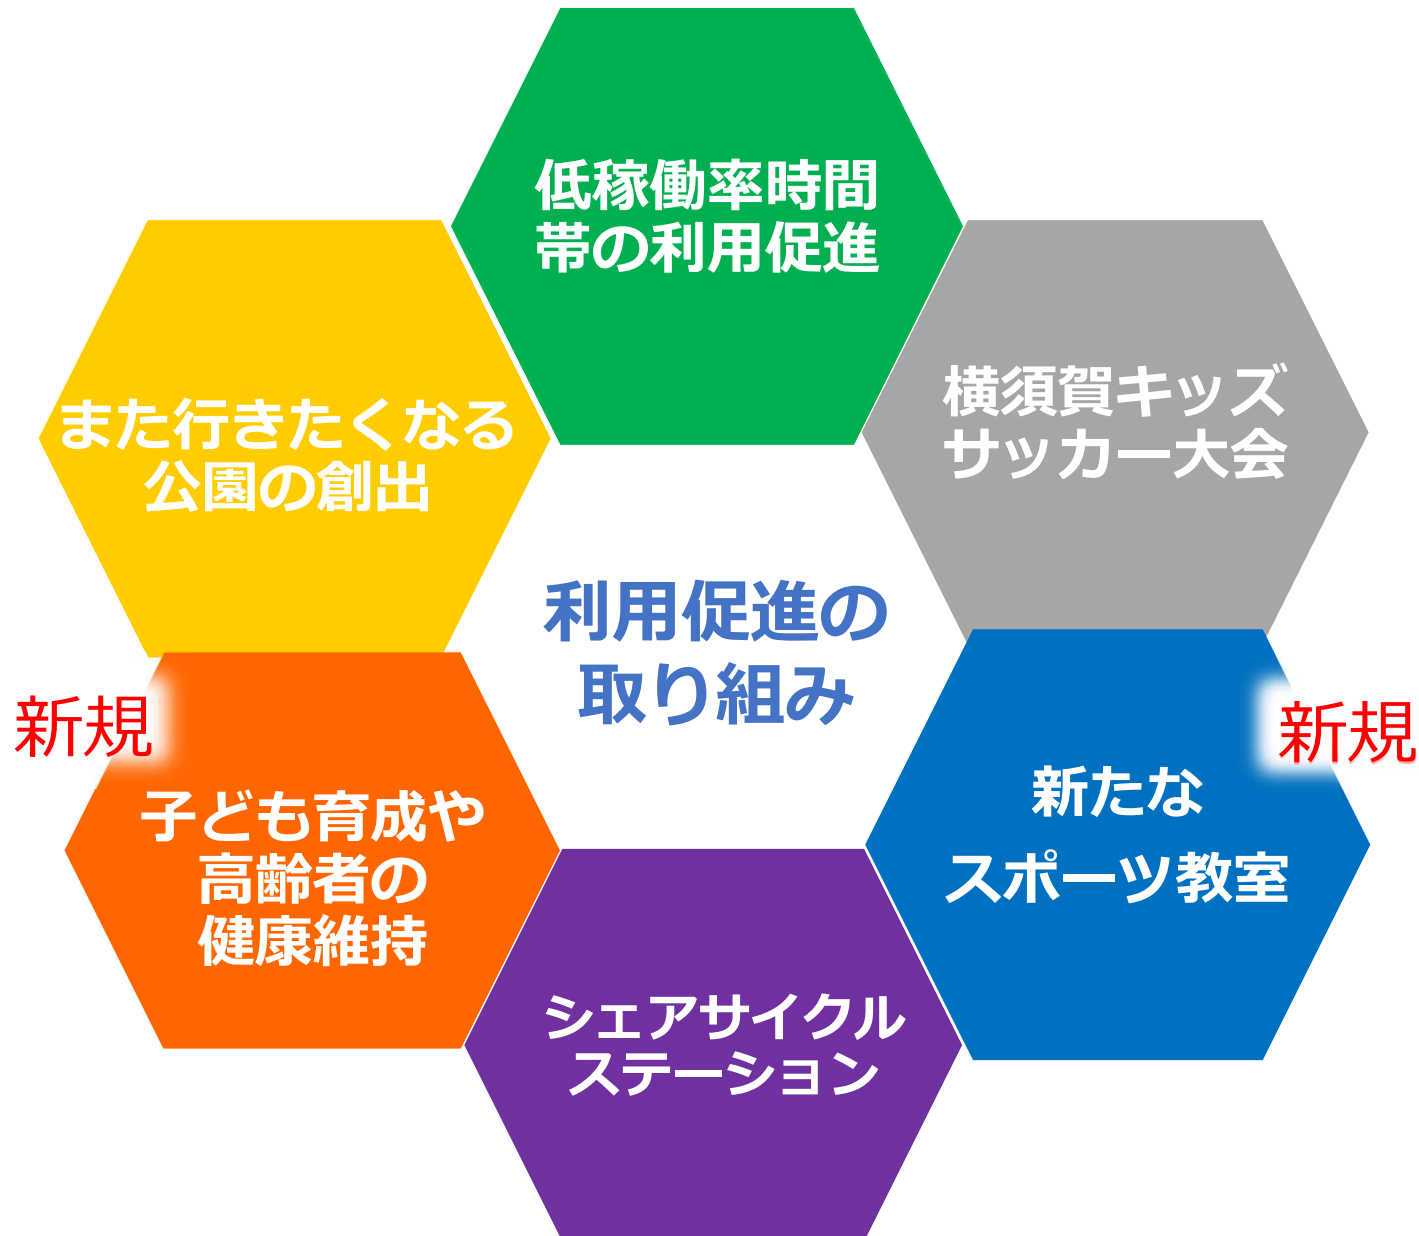 低稼働率時間
帯の利用促進
横須賀キッズ
サッカー大会
また行きたくなる
公園の創出
利用促進の
取り組み
新規
新規
新たな
スポーツ教室
子ども育成や
高齢者の
健康維持
シェアサイクル
ステーション